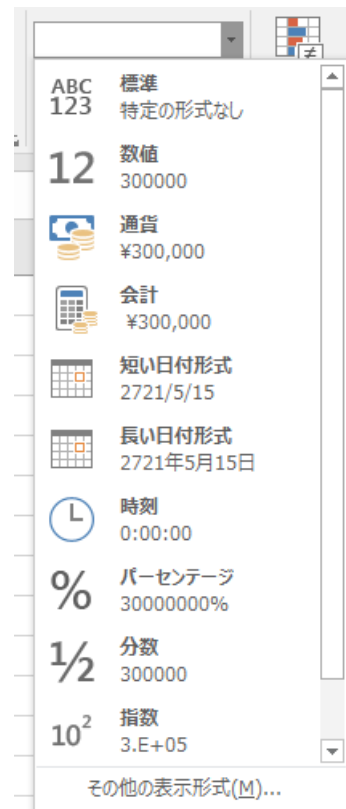 ABC
123
標準
特定の形式なし
12
数値
300000
通貨
¥300,000
会計
¥300,000
短い日付形式
2721/5/15
長い日付形式
2721年5月15日
時刻
0:00:00
%
パーセンテージ
30000000%
½
分数
300000
10²
指数
3.E+05
その他の表示形式(M)...